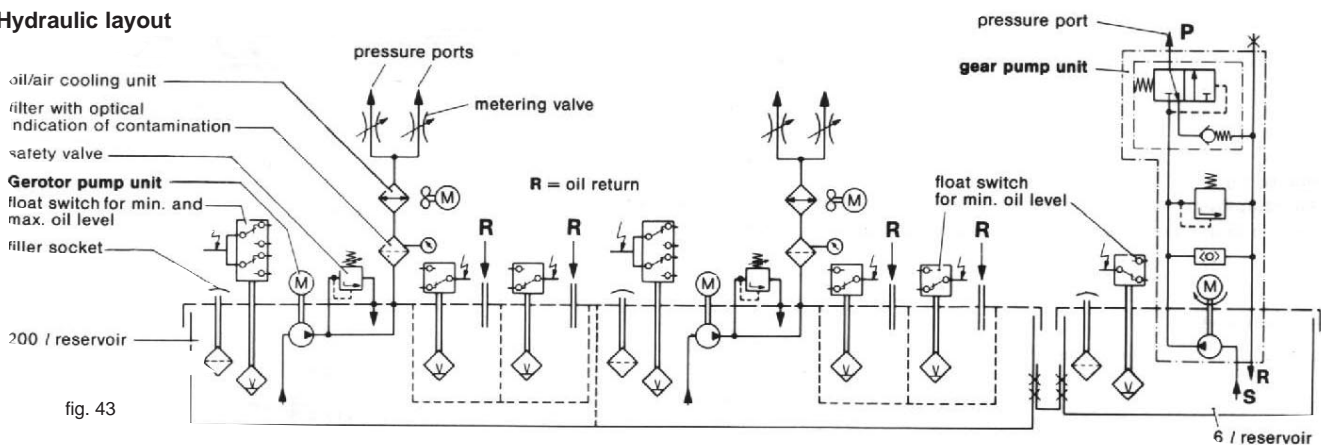 Hydraulic layout
pressure ports
oil/air cooling unit
filter with optical
indication of contamination
metering valve
safety valve
Gerotor pump unit
float switch for min. and
max. oil level
filler socket
200 l reservoir
fig. 43
M
M
R = oil return
R
R
M
M
R
R
float switch
for min. oil level
pressure port
P
gear pump unit
M
R
S
6 l reservoir